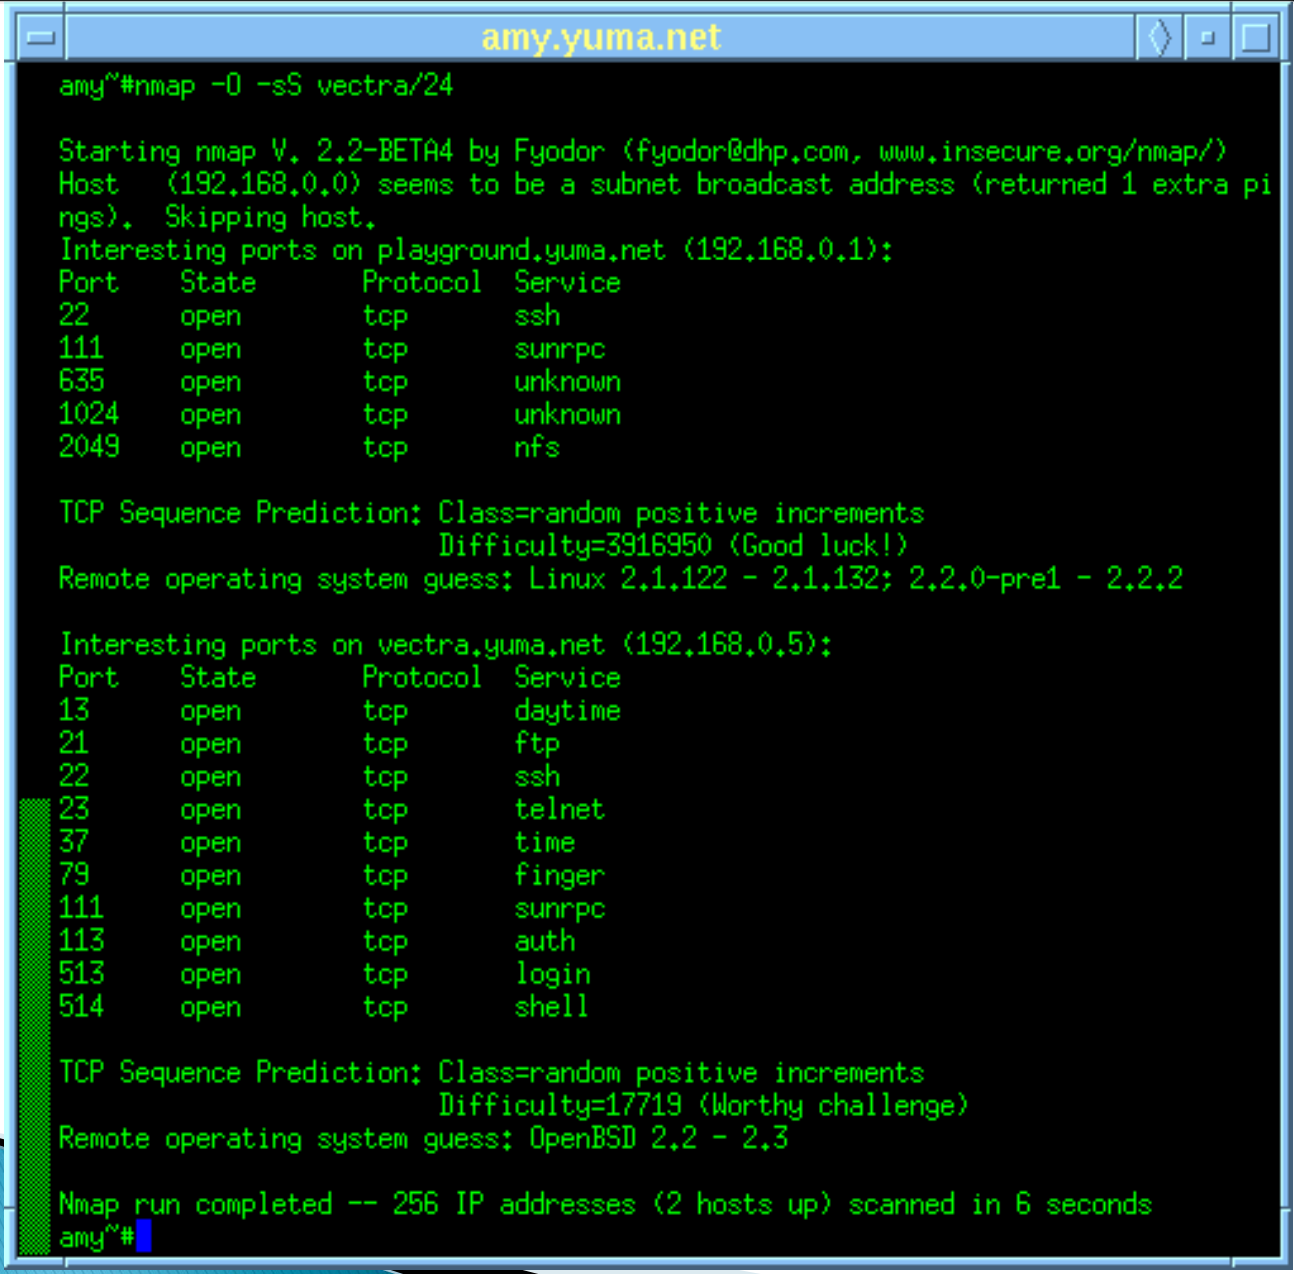 amy.yuma.net
amy~#nmap -O -sS vectra/24
Starting nmap V. 2.2-BETA4 by Fyodor (fyodor@dhp.com, www.insecure.org/nmap/)
Host   (192.168.0.0) seems to be a subnet broadcast address (returned 1 extra pi
ngs).  Skipping host.
Interesting ports on playground.yuma.net (192.168.0.1):
Port    State       Protocol  Service
22      open        tcp       ssh
111     open        tcp       sunrpc
635     open        tcp       unknown
1024    open        tcp       unknown
2049    open        tcp       nfs
TCP Sequence Prediction: Class=random positive increments
                         Difficulty=3916950 (Good luck!)
Remote operating system guess: Linux 2.1.122 - 2.1.132; 2.2.0-pre1 - 2.2.2
Interesting ports on vectra.yuma.net (192.168.0.5):
Port    State       Protocol  Service
13      open        tcp       daytime
21      open        tcp       ftp
22      open        tcp       ssh
23      open        tcp       telnet
37      open        tcp       time
79      open        tcp       finger
111     open        tcp       sunrpc
113     open        tcp       auth
513     open        tcp       login
514     open        tcp       shell
TCP Sequence Prediction: Class=random positive increments
                         Difficulty=17719 (Worthy challenge)
Remote operating system guess: OpenBSD 2.2 - 2.3
Nmap run completed -- 256 IP addresses (2 hosts up) scanned in 6 seconds
amy~#